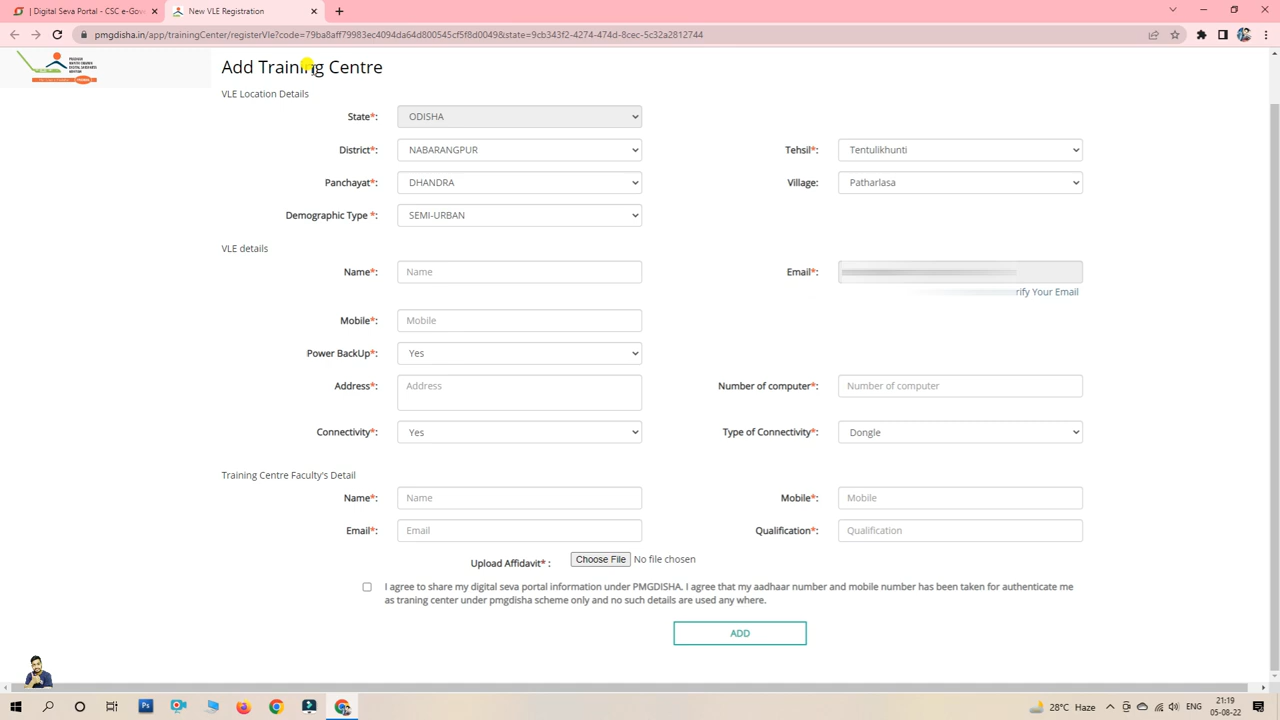 | Digital Seva Portal - CSC e-Gov
New VLE Registration
pmgdisha.in/app/trainingCenter/registerVle?code=79ba8aff79983ec4094da64d800545cf5f8d0049&state=9cb343f2-4274-474d-8cec-5c32a2812744
Add Training Centre
VLE Location Details
State*: ODISHA
District*: NABARANGPUR Tehsil*: Tentulikhunti
Panchayat*: DHANDRA Village: Patharlasa
Demographic Type *: SEMI-URBAN
VLE details
Name*: Name Email*:
rify Your Email
Mobile*: Mobile
Power BackUp*: Yes
Address*: Address Number of computer*: Number of computer
Connectivity*: Yes Type of Connectivity*: Dongle
Training Centre Faculty's Detail
Name*: Name Mobile*: Mobile
Email*: Email Qualification*: Qualification
Upload Affidavit* : Choose File No file chosen
I agree to share my digital seva portal information under PMGDISHA. I agree that my aadhaar number and mobile number has been taken for authenticate me
as traning center under pmgdisha scheme only and no such details are used any where.
ADD
28°C Haze
21:19
05-08-22